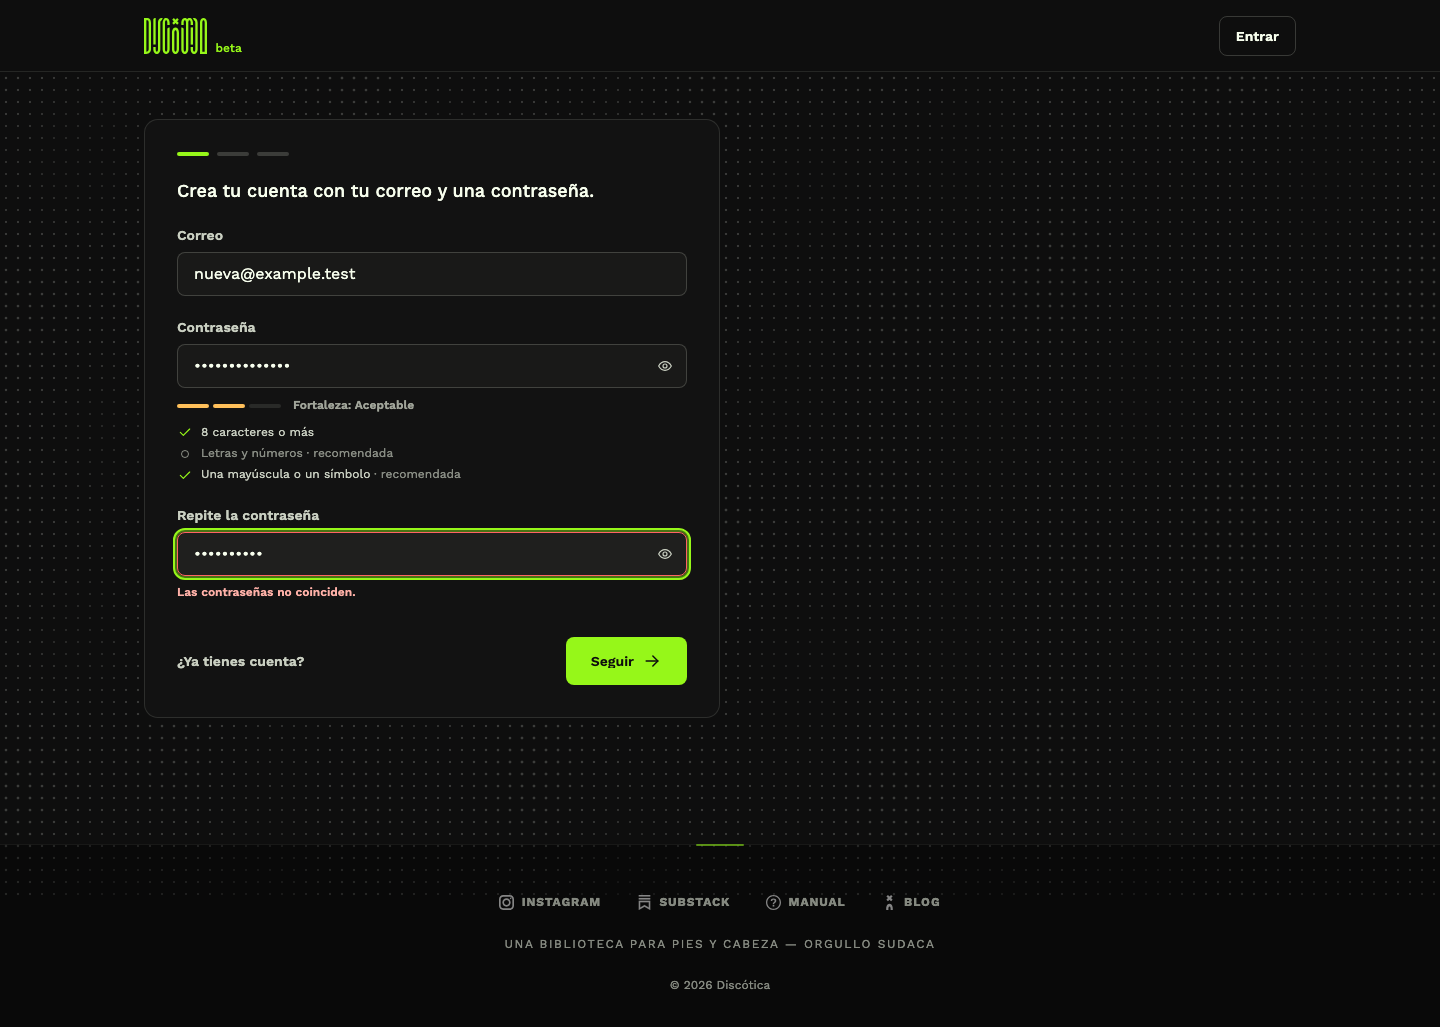 DISCÓTICA beta
Entrar
Crea tu cuenta con tu correo y una contraseña.
Correo
nueva@example.test
Contraseña
••••••••••••••
Fortaleza: Aceptable
8 caracteres o más
Letras y números · recomendada
Una mayúscula o un símbolo · recomendada
Repite la contraseña
••••••••••
Las contraseñas no coinciden.
¿Ya tienes cuenta?
Seguir
INSTAGRAM SUBSTACK MANUAL BLOG
UNA BIBLIOTECA PARA PIES Y CABEZA — ORGULLO SUDACA
© 2026 Discótica